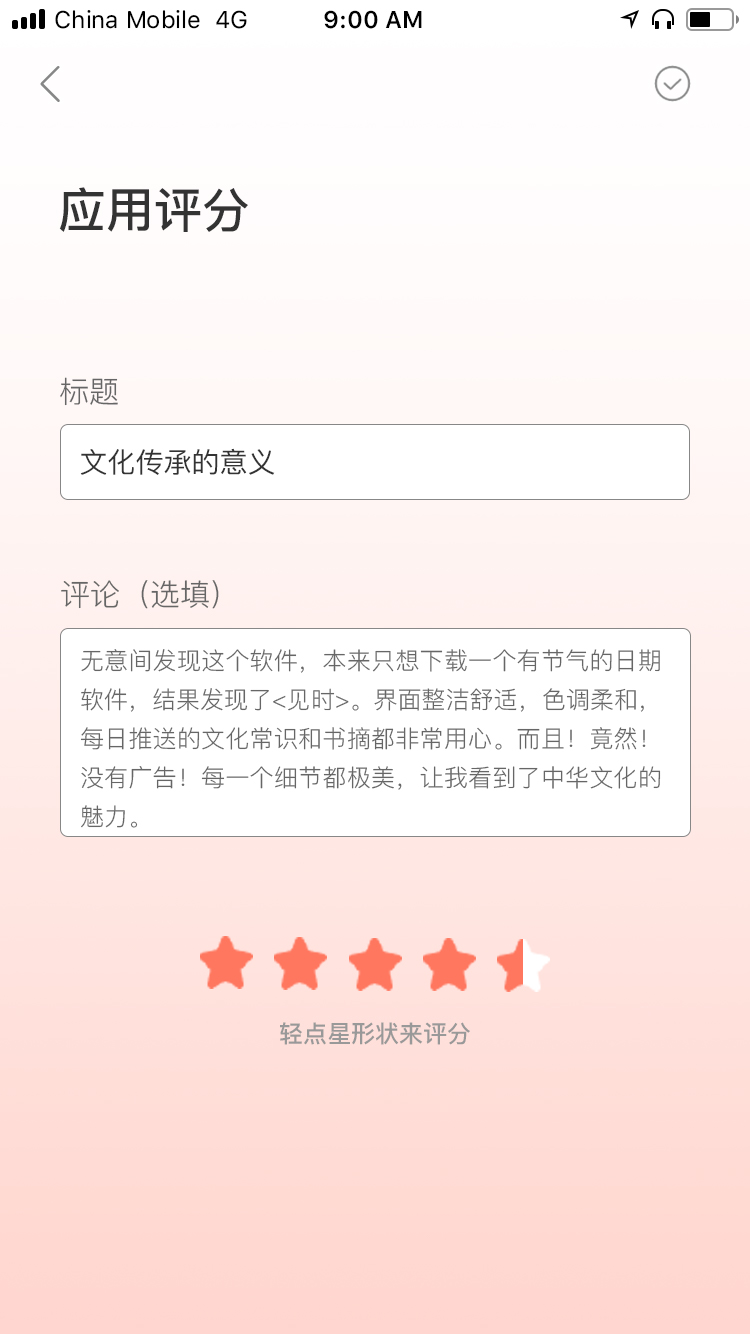 China Mobile 4G 9:00 AM
应用评分
标题
文化传承的意义
评论（选填）
无意间发现这个软件，本来只想下载一个有节气的日期
软件，结果发现了<见时>。界面整洁舒适，色调柔和，
每日推送的文化常识和书摘都非常用心。而且！竟然！
没有广告！每一个细节都极美，让我看到了中华文化的
魅力。
轻点星形状来评分